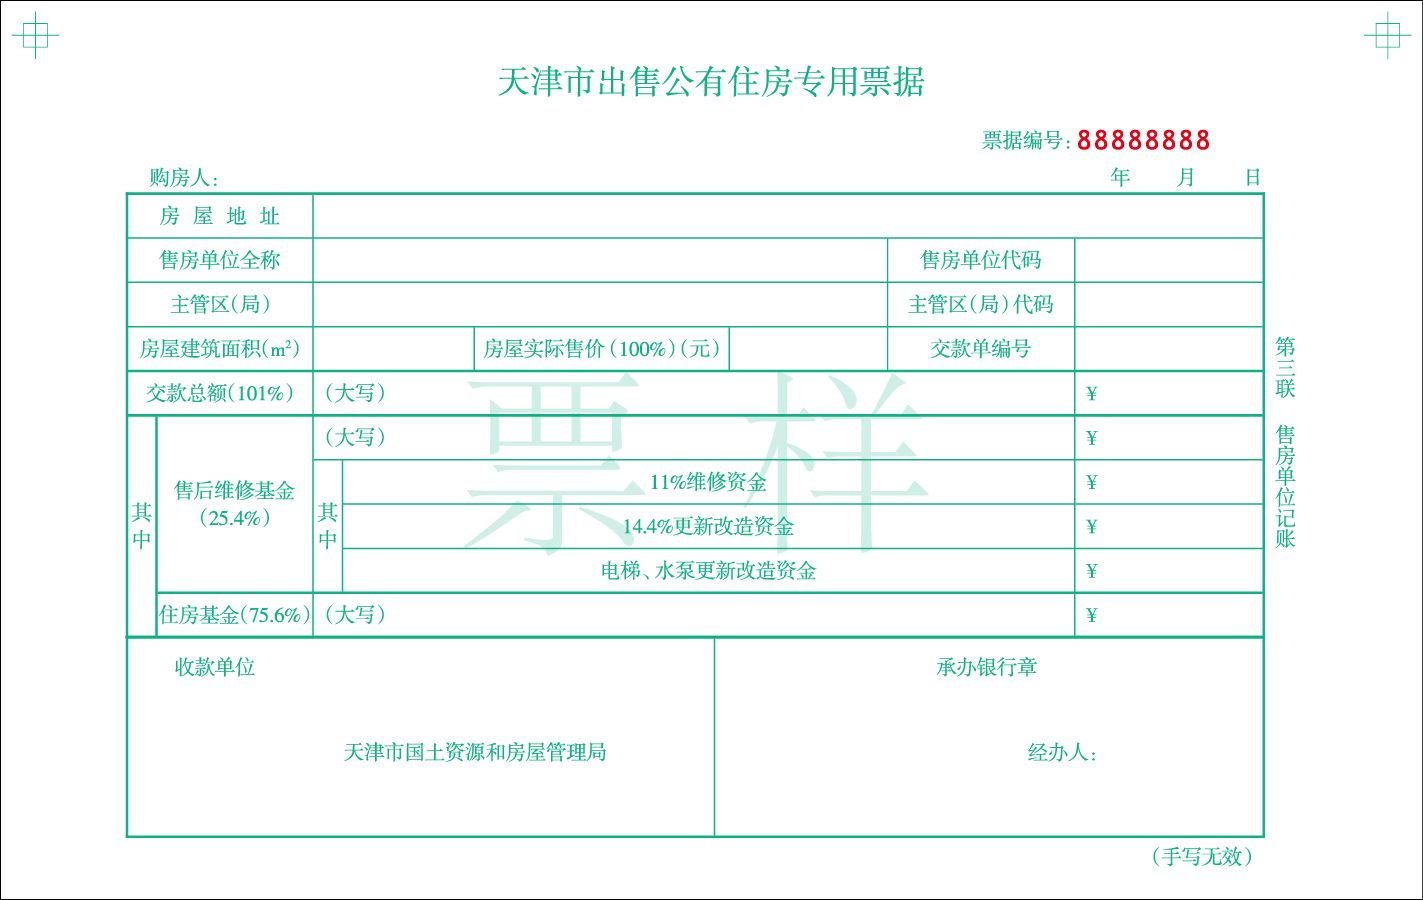 天津市出售公有住房专用票据
票据编号：88888888
购房人： 年 月 日
房屋地址
售房单位全称 售房单位代码
主管区（局） 主管区（局）代码
房屋建筑面积（m²） 房屋实际售价（100%）（元） 交款单编号
交款总额（101%） （大写） ¥
其中
售后维修基金
（25.4%）
（大写） ¥
其中
11%维修资金 ¥
14.4%更新改造资金 ¥
电梯、水泵更新改造资金 ¥
住房基金（75.6%） （大写） ¥
票样
收款单位 承办银行章
天津市国土资源和房屋管理局 经办人：
（手写无效）
第三联 售房单位记账